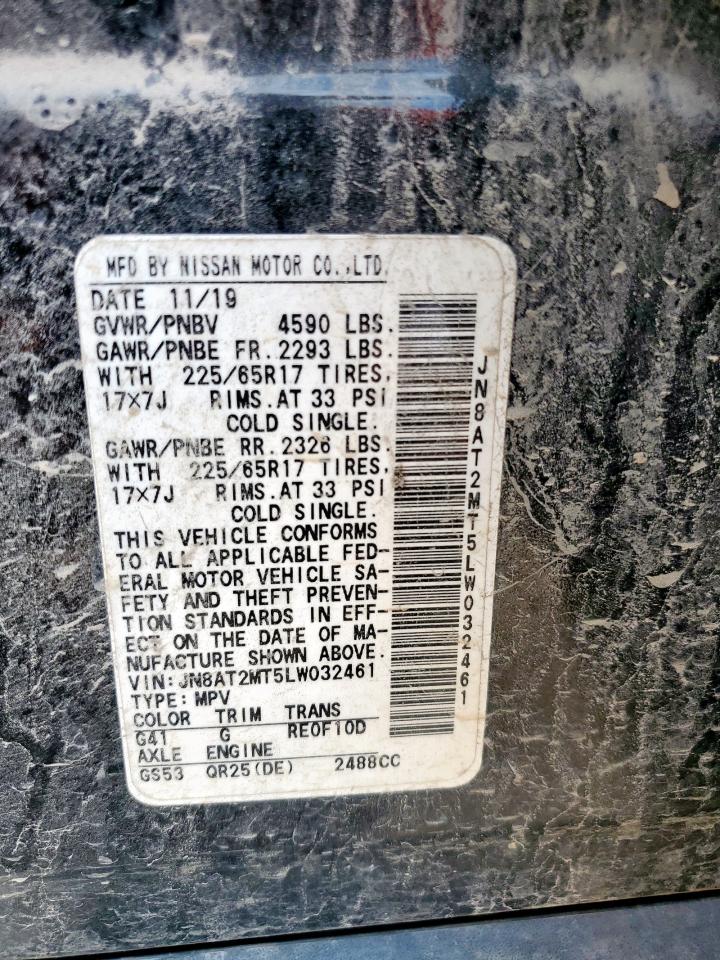 MFD BY NISSAN MOTOR CO.,LTD.
DATE 11/19
GVWR/PNBV 4590 LBS.
GAWR/PNBE FR.2293 LBS.
WITH 225/65R17 TIRES,
17X7J RIMS.AT 33 PSI
COLD SINGLE.
GAWR/PNBE RR.2326 LBS.
WITH 225/65R17 TIRES,
17X7J RIMS.AT 33 PSI
COLD SINGLE.
THIS VEHICLE CONFORMS
TO ALL APPLICABLE FED-
ERAL MOTOR VEHICLE SA-
FETY AND THEFT PREVEN-
TION STANDARDS IN EFF-
ECT ON THE DATE OF MA-
NUFACTURE SHOWN ABOVE.
VIN:JN8AT2MT5LW032461
TYPE:MPV
COLOR TRIM TRANS
G41 G RE0F10D
AXLE ENGINE
GS53 QR25(DE) 2488CC
JN8AT2MT5LW032461